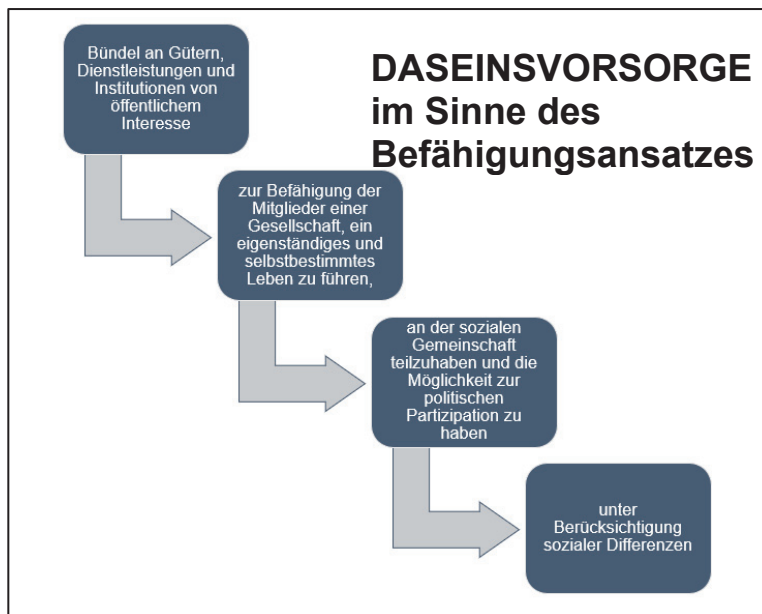 DASEINSVORSORGE
im Sinne des
Befähigungsansatzes
Bündel an Gütern,
Dienstleistungen und
Institutionen von
öffentlichem
Interesse
zur Befähigung der
Mitglieder einer
Gesellschaft, ein
eigenständiges und
selbstbestimmtes
Leben zu führen,
an der sozialen
Gemeinschaft
teilzuhaben und die
Möglichkeit zur
politischen
Partizipation zu
haben
unter
Berücksichtigung
sozialer Differenzen